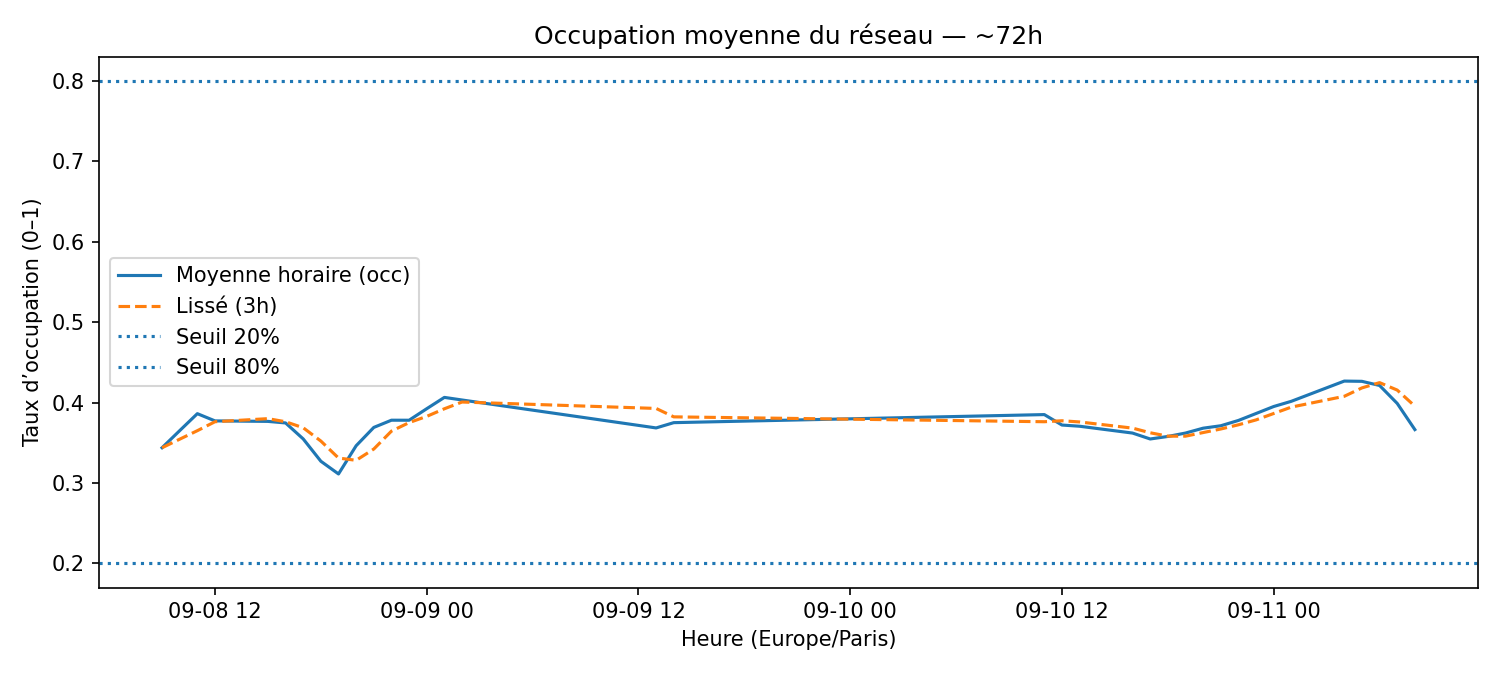 Occupation moyenne du réseau — ~72h
Taux d’occupation (0–1)
0.8
0.7
0.6
0.5
0.4
0.3
0.2
Moyenne horaire (occ)
Lissé (3h)
Seuil 20%
Seuil 80%
09-08 12
09-09 00
09-09 12
09-10 00
09-10 12
09-11 00
Heure (Europe/Paris)